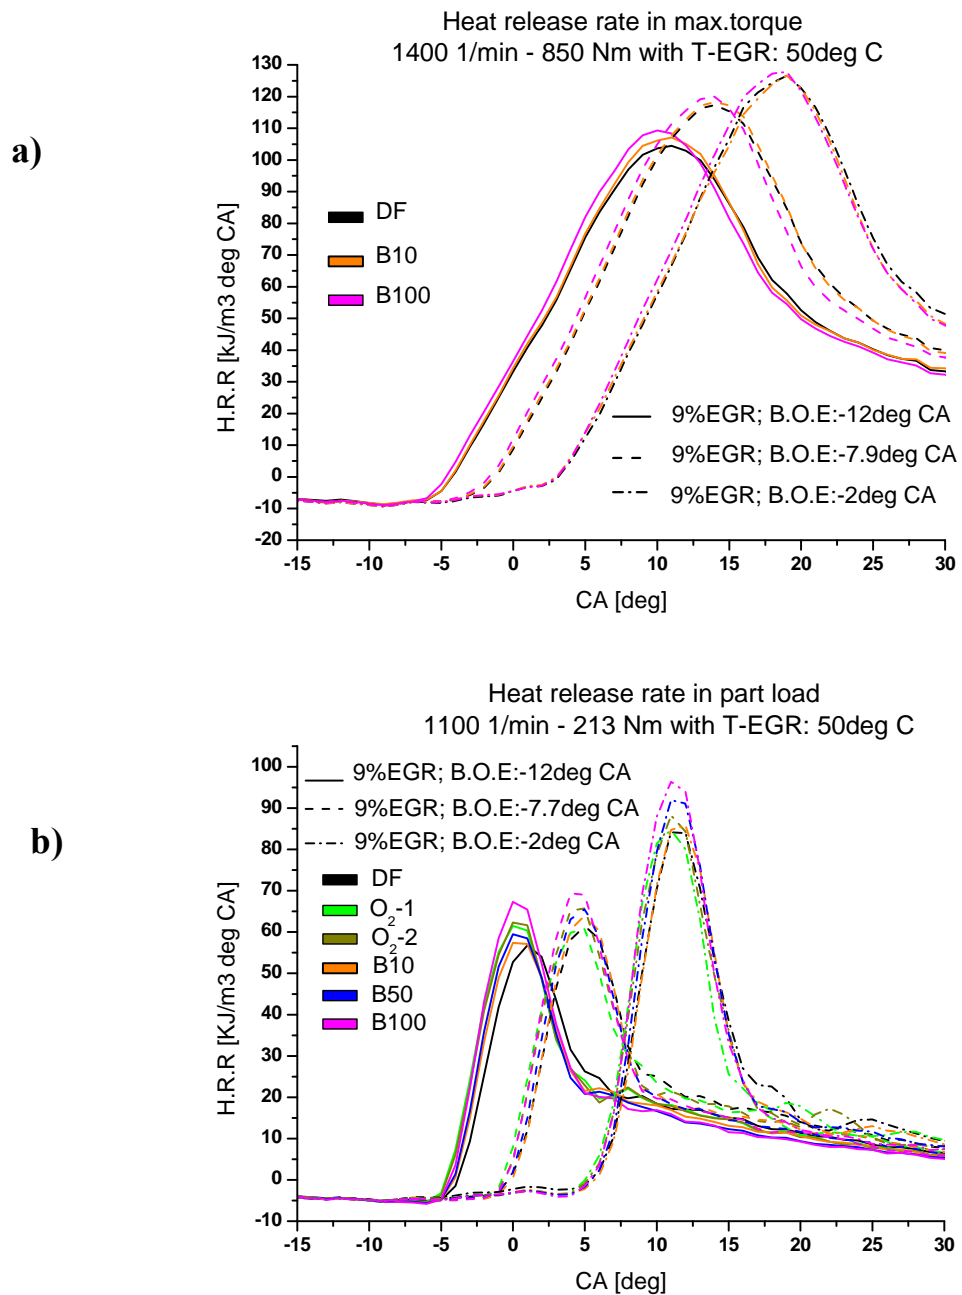 Heat release rate in max.torque
1400 1/min - 850 Nm with T-EGR: 50deg C
a)
H.R.R [kJ/m3 deg CA]
130
120
110
100
90
80
70
60
50
40
30
20
10
0
-10
-20
DF
B10
B100
9%EGR; B.O.E:-12deg CA
9%EGR; B.O.E:-7.9deg CA
9%EGR; B.O.E:-2deg CA
-15 -10 -5 0 5 10 15 20 25 30
CA [deg]
Heat release rate in part load
1100 1/min - 213 Nm with T-EGR: 50deg C
b)
H.R.R [KJ/m3 deg CA]
100
90
80
70
60
50
40
30
20
10
0
-10
9%EGR; B.O.E:-12deg CA
9%EGR; B.O.E:-7.7deg CA
9%EGR; B.O.E:-2deg CA
DF
O2-1
O2-2
B10
B50
B100
-15 -10 -5 0 5 10 15 20 25 30
CA [deg]